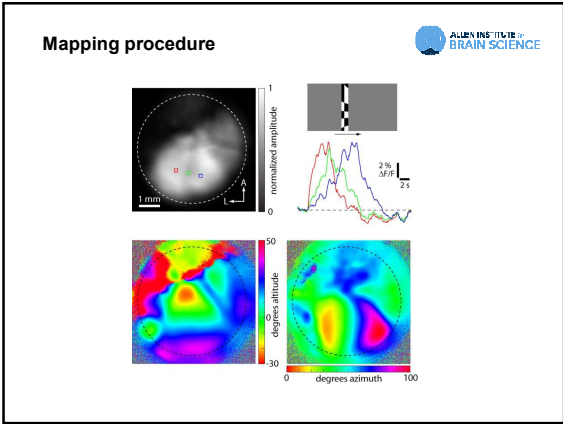 Mapping procedure
ALLEN INSTITUTE for
BRAIN SCIENCE
1
normalized amplitude
0
1 mm
A
L
2 %
ΔF/F
2 s
50
0
-30
degrees altitude
0
100
degrees azimuth